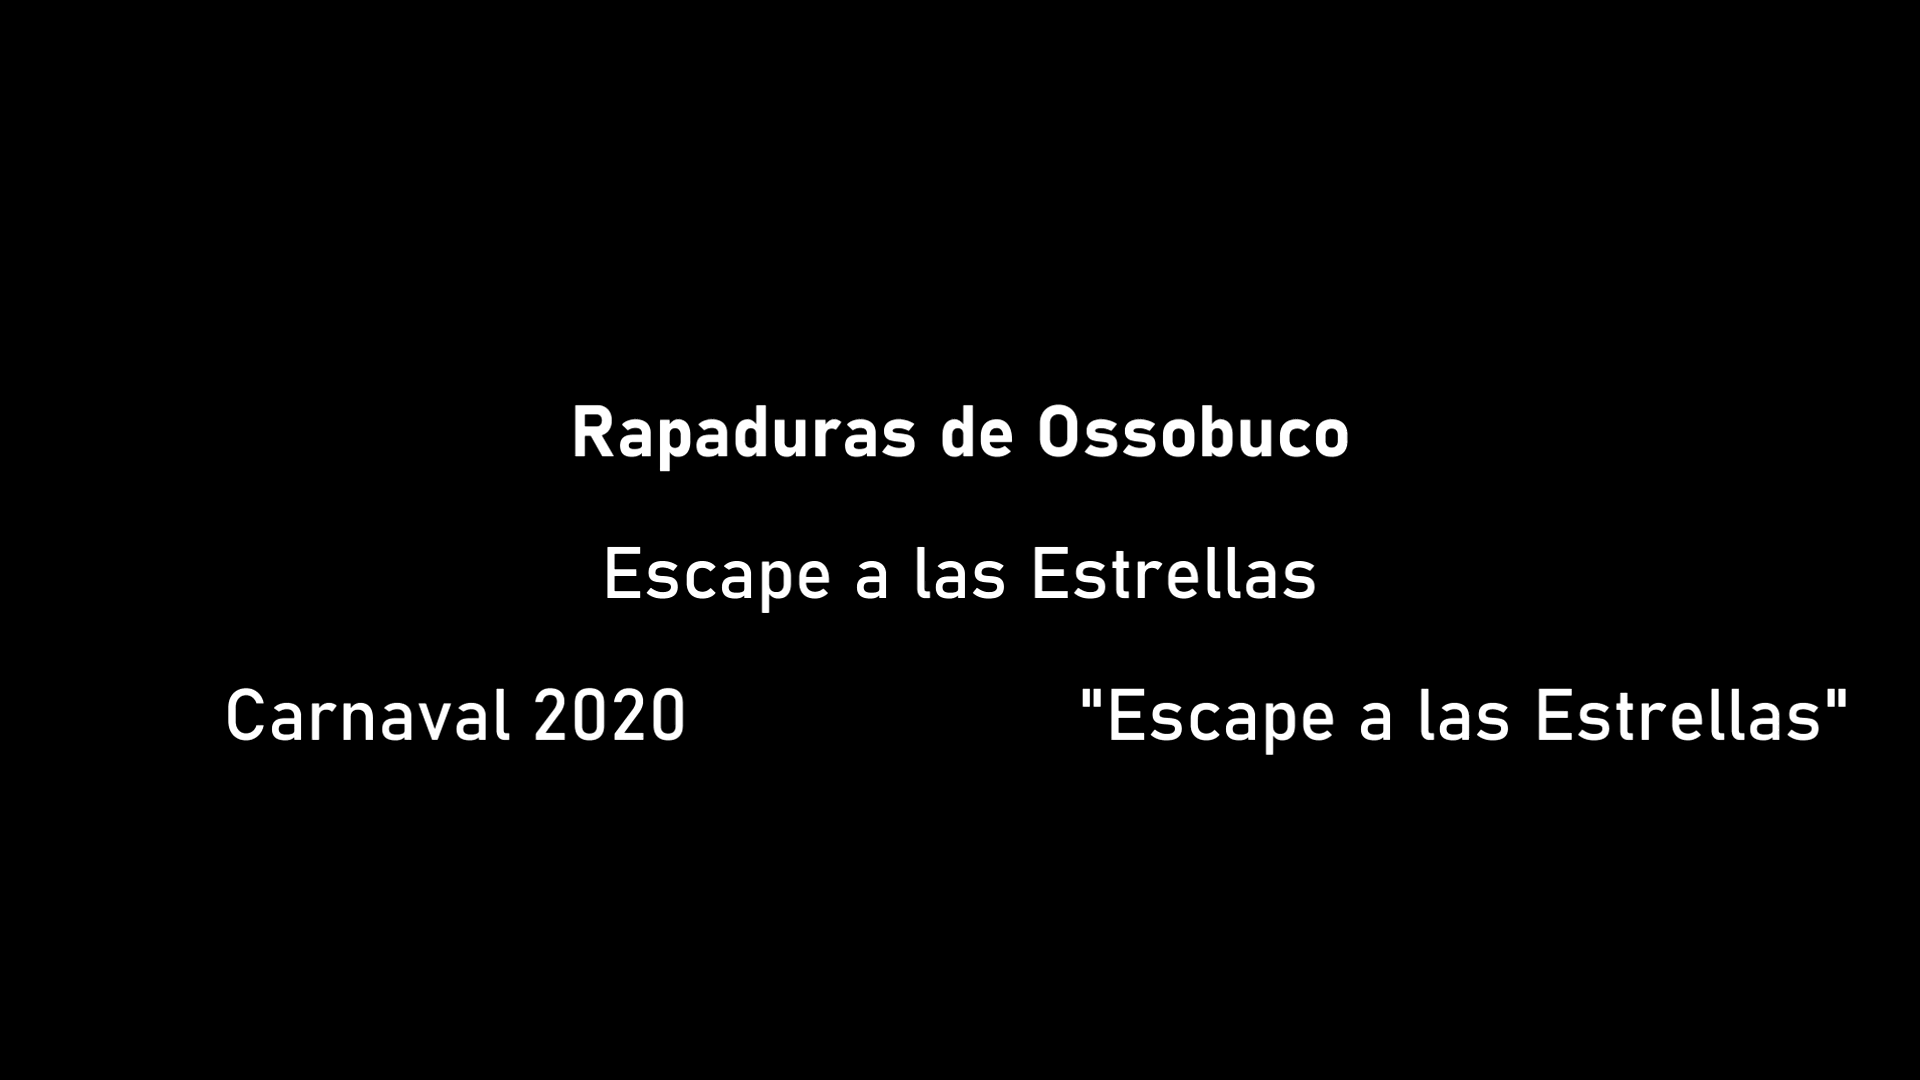 Rapaduras de Ossobuco
Escape a las Estrellas
Carnaval 2020 "Escape a las Estrellas"